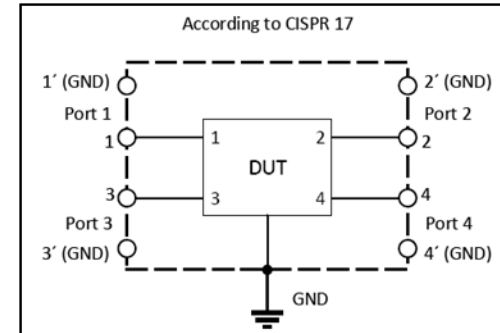 According to CISPR 17
1´ (GND) 2´ (GND)
Port 1 Port 2
1 1 2 2
DUT
3 3 4 4
Port 3 Port 4
3´ (GND) 4´ (GND)
GND